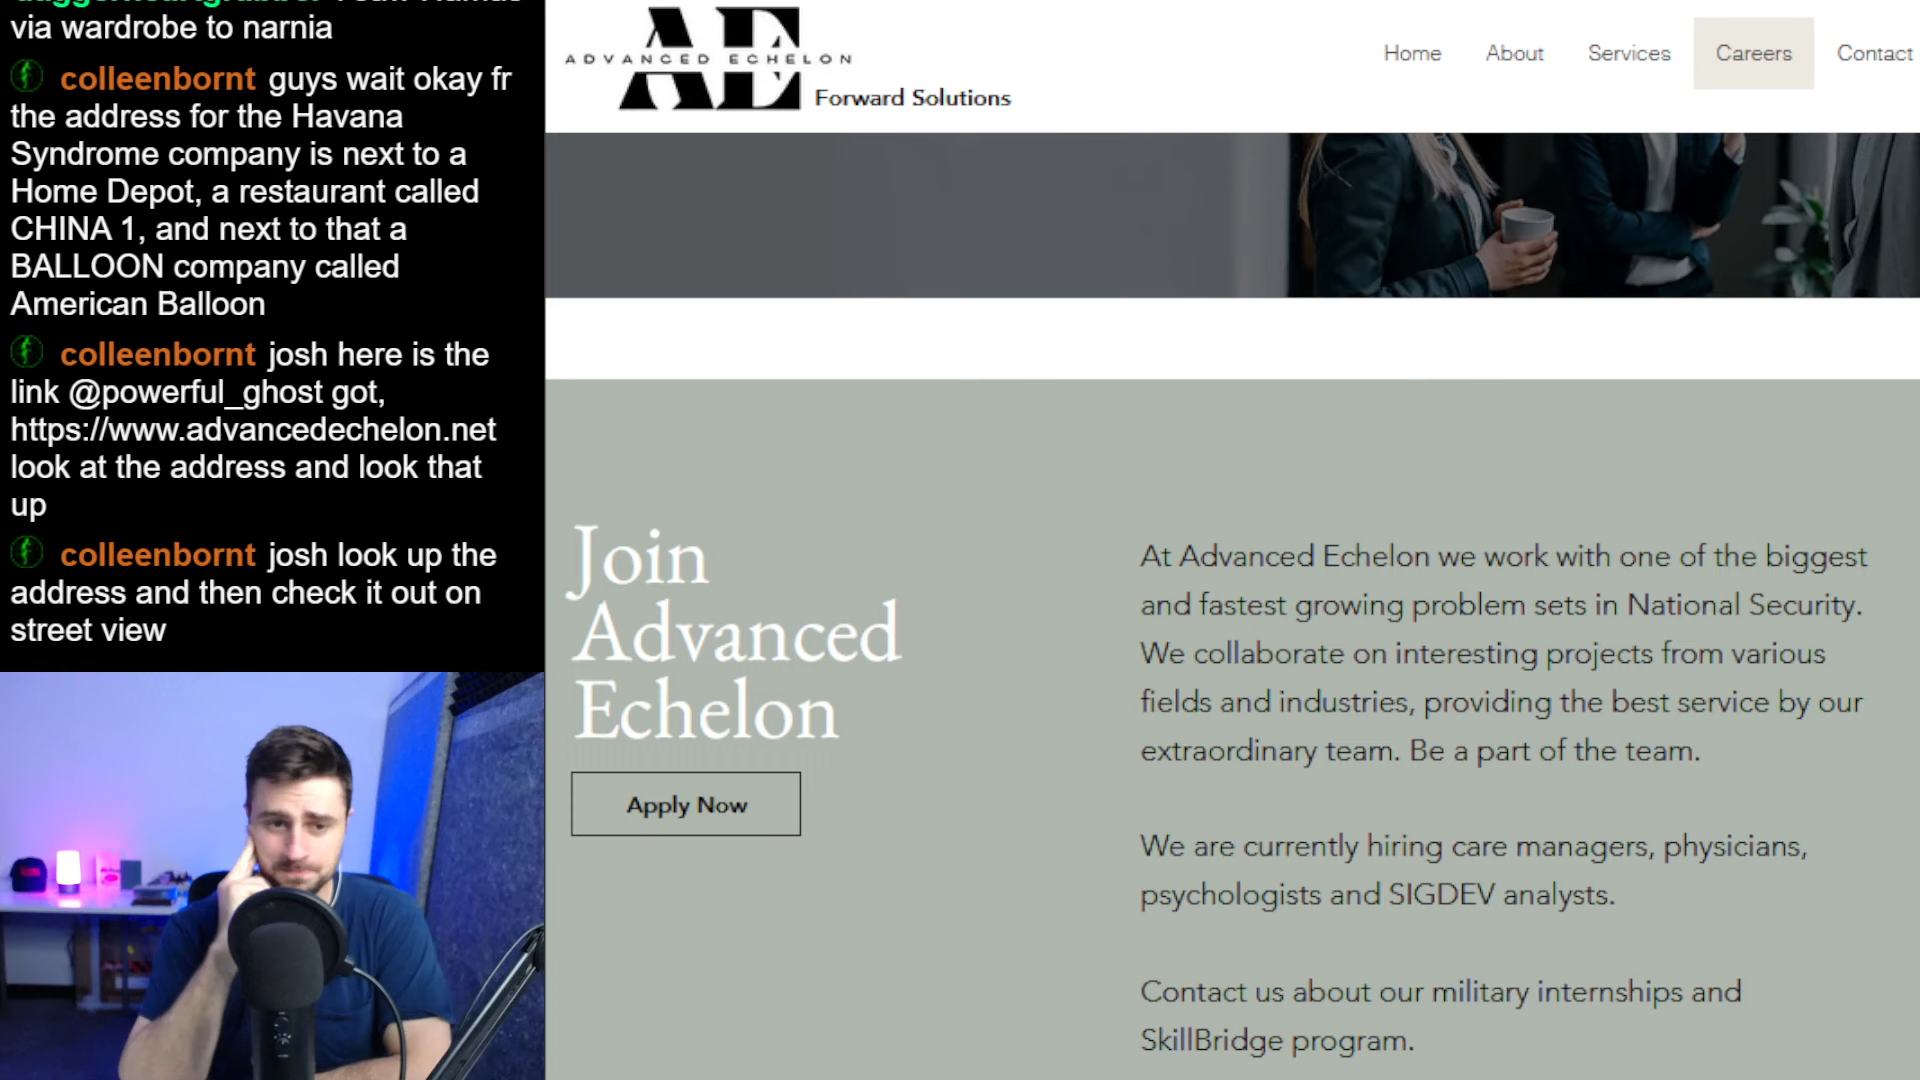 via wardrobe to narnia
colleenbornt guys wait okay fr
the address for the Havana
Syndrome company is next to a
Home Depot, a restaurant called
CHINA 1, and next to that a
BALLOON company called
American Balloon
colleenbornt josh here is the
link @powerful_ghost got,
https://www.advancedechelon.net
look at the address and look that
up
colleenbornt josh look up the
address and then check it out on
street view
AE
ADVANCED ECHELON
Forward Solutions
Home About Services Careers Contact
Join
Advanced
Echelon
Apply Now
At Advanced Echelon we work with one of the biggest
and fastest growing problem sets in National Security.
We collaborate on interesting projects from various
fields and industries, providing the best service by our
extraordinary team. Be a part of the team.
We are currently hiring care managers, physicians,
psychologists and SIGDEV analysts.
Contact us about our military internships and
SkillBridge program.